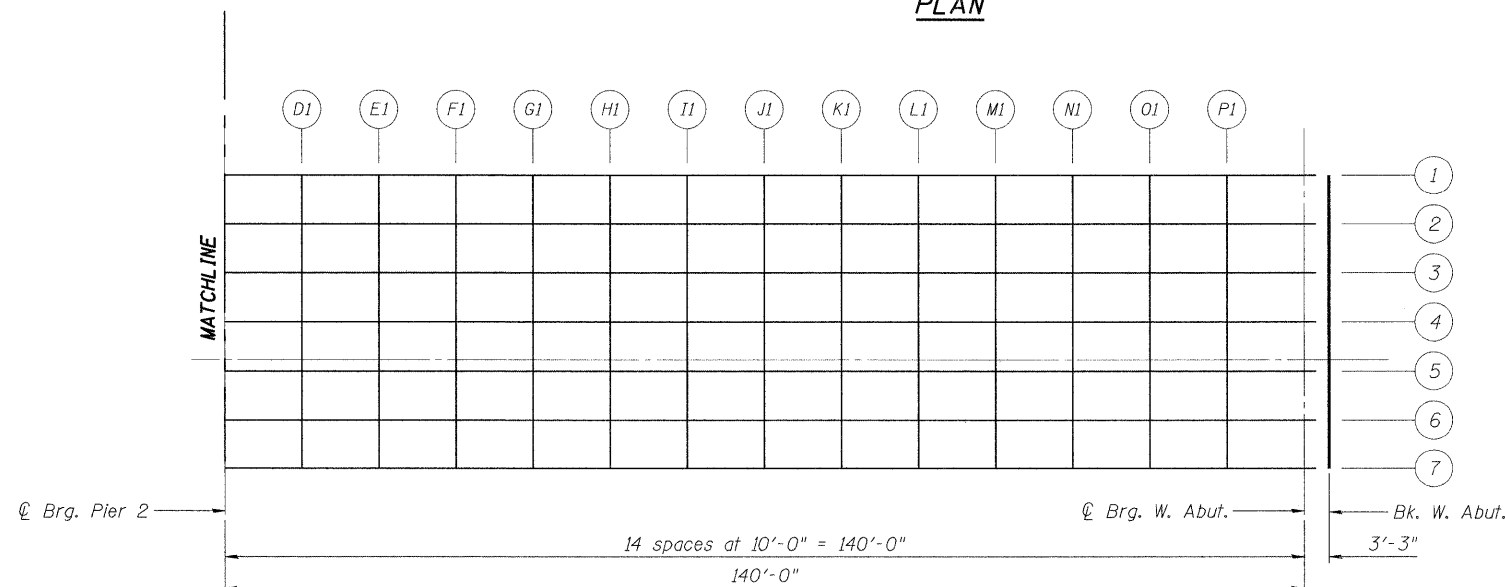 PLAN
D1 E1 F1 G1 H1 I1 J1 K1 L1 M1 N1 O1 P1
1
2
3
4
5
6
7
MATCHLINE
℄ Brg. Pier 2
℄ Brg. W. Abut.
Bk. W. Abut.
14 spaces at 10'-0" = 140'-0"
3'-3"
140'-0"